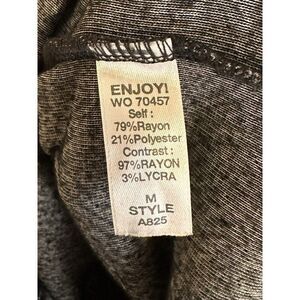 ENJOY!
WO 70457
Self :
79%Rayon
21%Polyester
Contrast :
97%RAYON
3%LYCRA
M
STYLE
A825